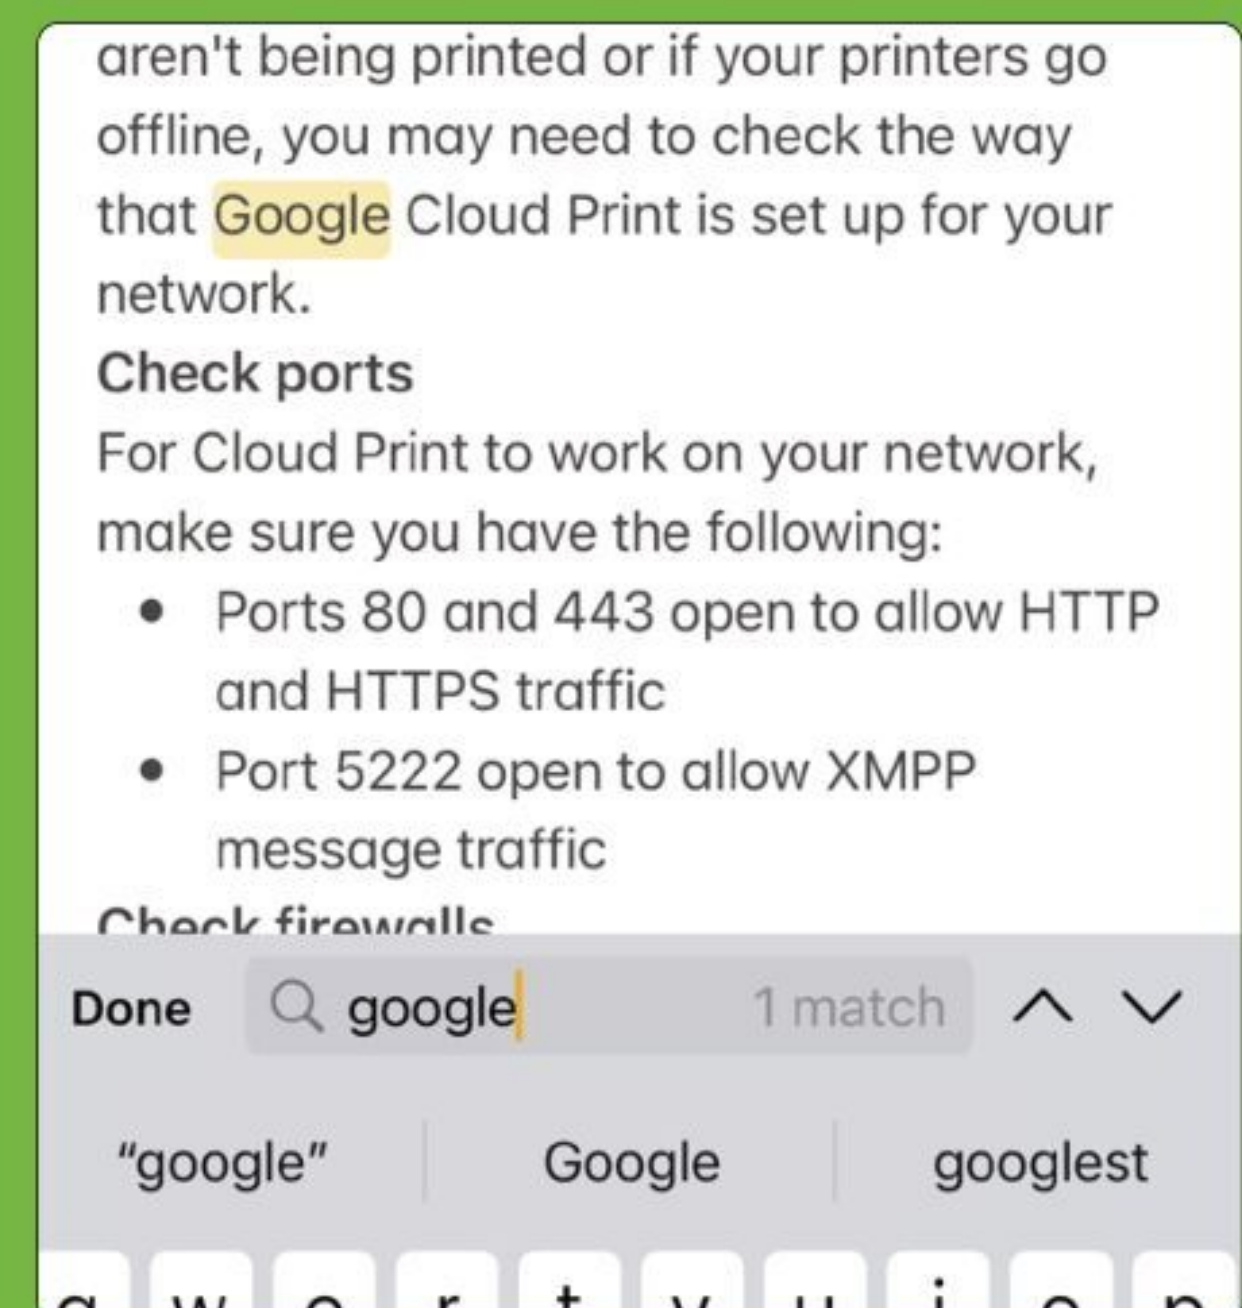 aren't being printed or if your printers go
offline, you may need to check the way
that Google Cloud Print is set up for your
network.
Check ports
For Cloud Print to work on your network,
make sure you have the following:
● Ports 80 and 443 open to allow HTTP
and HTTPS traffic
● Port 5222 open to allow XMPP
message traffic
Check firewalls
Done google 1 match
“google” Google googlest
q w e r t y u i o p